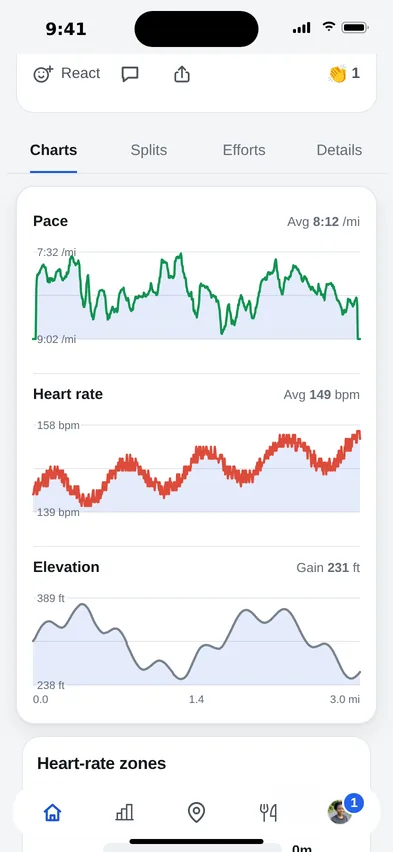 9:41
React
👏 1
Charts Splits Efforts Details
Pace Avg 8:12 /mi
7:32 /mi
9:02 /mi
Heart rate Avg 149 bpm
158 bpm
139 bpm
Elevation Gain 231 ft
389 ft
238 ft
0.0 1.4 3.0 mi
Heart-rate zones
1
0m